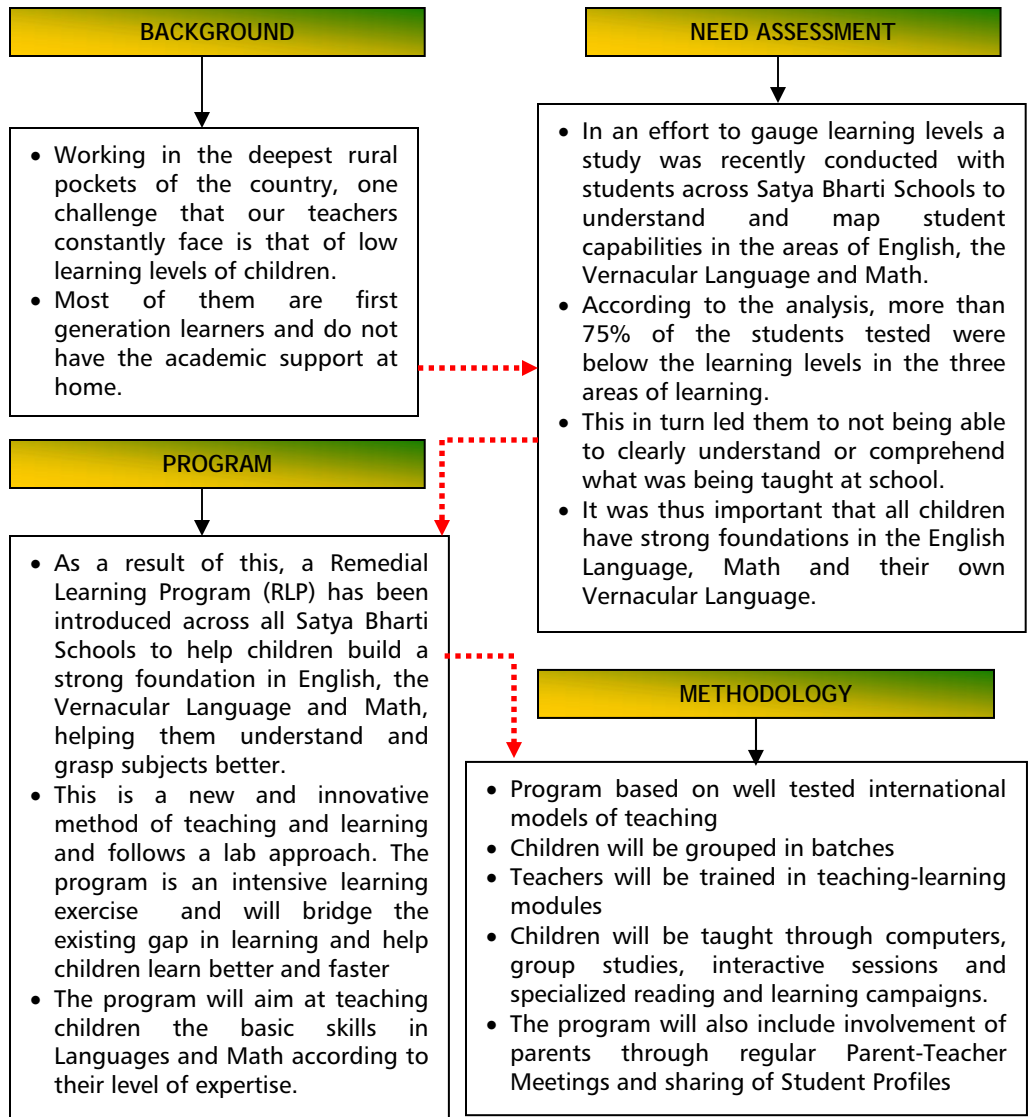 BACKGROUND
• Working in the deepest rural
pockets of the country, one
challenge that our teachers
constantly face is that of low
learning levels of children.
• Most of them are first
generation learners and do not
have the academic support at
home.
NEED ASSESSMENT
• In an effort to gauge learning levels a
study was recently conducted with
students across Satya Bharti Schools to
understand and map student
capabilities in the areas of English, the
Vernacular Language and Math.
• According to the analysis, more than
75% of the students tested were
below the learning levels in the three
areas of learning.
• This in turn led them to not being able
to clearly understand or comprehend
what was being taught at school.
• It was thus important that all children
have strong foundations in the English
Language, Math and their own
Vernacular Language.
PROGRAM
• As a result of this, a Remedial
Learning Program (RLP) has been
introduced across all Satya Bharti
Schools to help children build a
strong foundation in English, the
Vernacular Language and Math,
helping them understand and
grasp subjects better.
• This is a new and innovative
method of teaching and learning
and follows a lab approach. The
program is an intensive learning
exercise and will bridge the
existing gap in learning and help
children learn better and faster
• The program will aim at teaching
children the basic skills in
Languages and Math according to
their level of expertise.
METHODOLOGY
• Program based on well tested international
models of teaching
• Children will be grouped in batches
• Teachers will be trained in teaching-learning
modules
• Children will be taught through computers,
group studies, interactive sessions and
specialized reading and learning campaigns.
• The program will also include involvement of
parents through regular Parent-Teacher
Meetings and sharing of Student Profiles